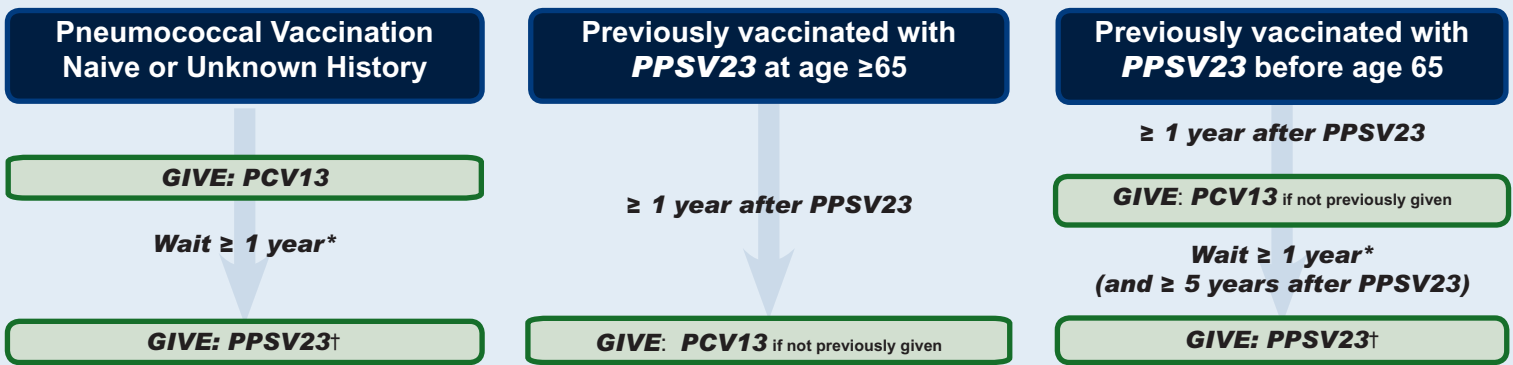 Pneumococcal Vaccination
Naive or Unknown History
GIVE: PCV13
Wait ≥ 1 year*
GIVE: PPSV23†
Previously vaccinated with
PPSV23 at age ≥65
≥ 1 year after PPSV23
GIVE: PCV13 if not previously given
Previously vaccinated with
PPSV23 before age 65
≥ 1 year after PPSV23
GIVE: PCV13 if not previously given
Wait ≥ 1 year*
(and ≥ 5 years after PPSV23)
GIVE: PPSV23†